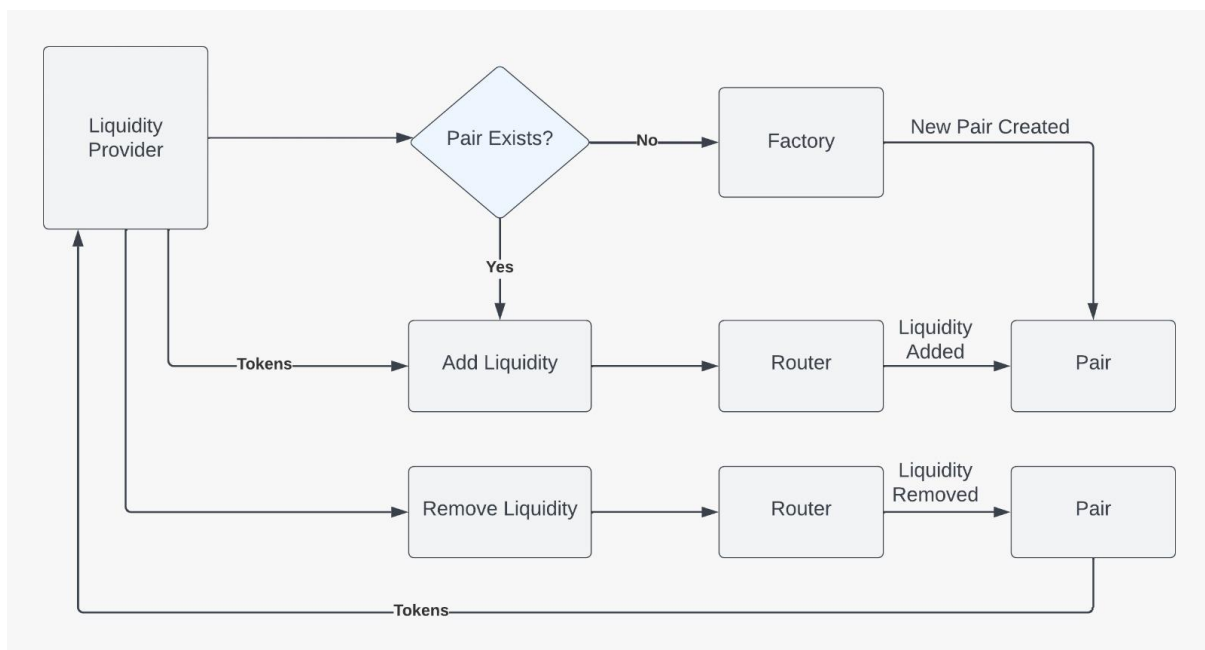 Liquidity
Provider
Pair Exists?
No
Factory
New Pair Created
Yes
Tokens
Add Liquidity
Router
Liquidity
Added
Pair
Remove Liquidity
Router
Liquidity
Removed
Pair
Tokens